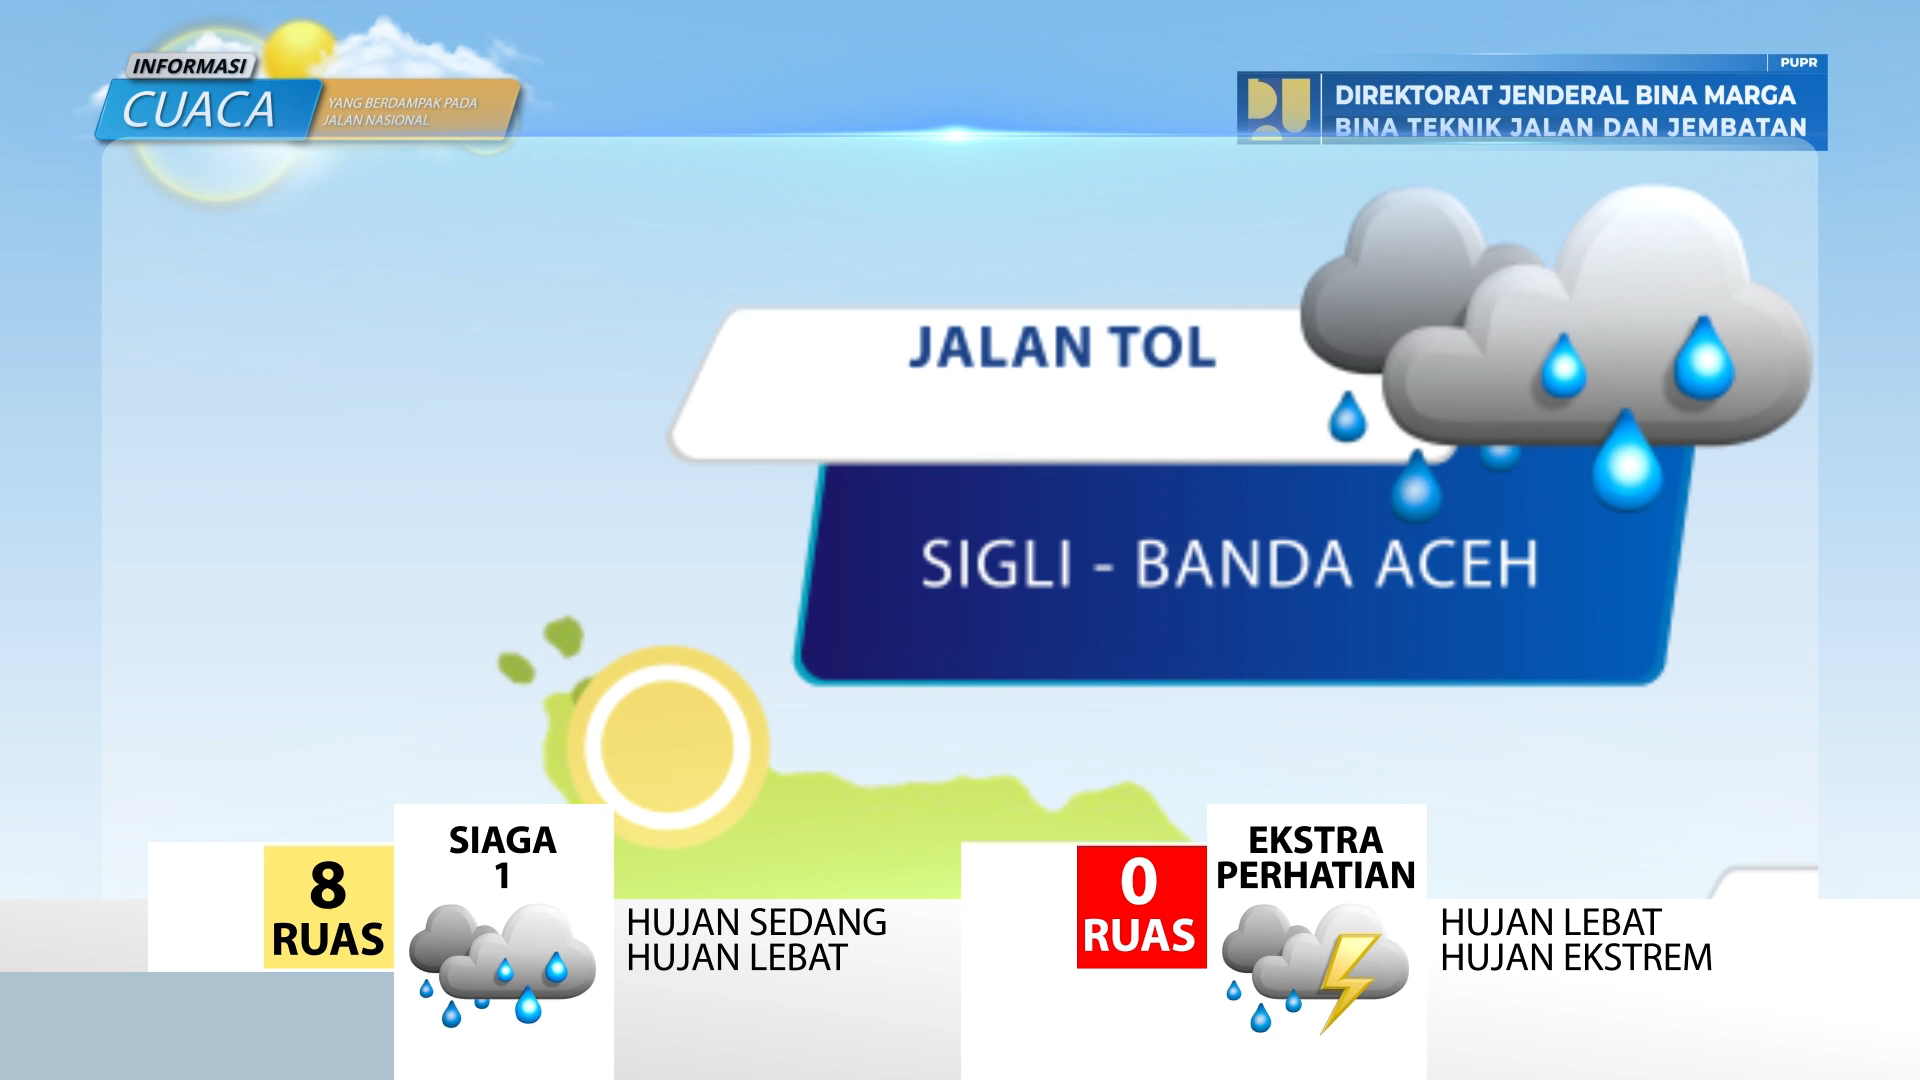 INFORMASI
CUACA
YANG BERDAMPAK PADA
JALAN NASIONAL
PUPR
DIREKTORAT JENDERAL BINA MARGA
BINA TEKNIK JALAN DAN JEMBATAN
JALAN TOL
SIGLI - BANDA ACEH
8
RUAS
SIAGA
1
HUJAN SEDANG
HUJAN LEBAT
0
RUAS
EKSTRA
PERHATIAN
HUJAN LEBAT
HUJAN EKSTREM